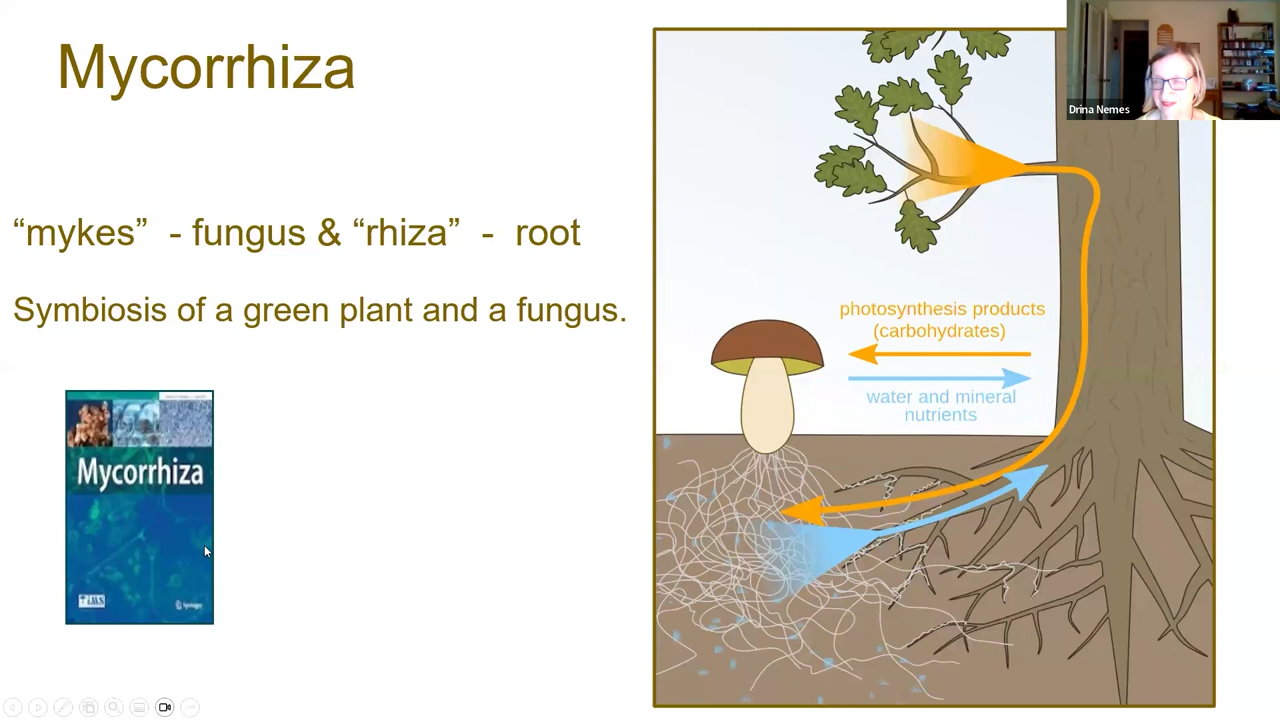 Mycorrhiza
“mykes” - fungus & “rhiza” - root
Symbiosis of a green plant and a fungus.
Mycorrhiza
Springer
photosynthesis products
(carbohydrates)
water and mineral
nutrients
Drina Nemes